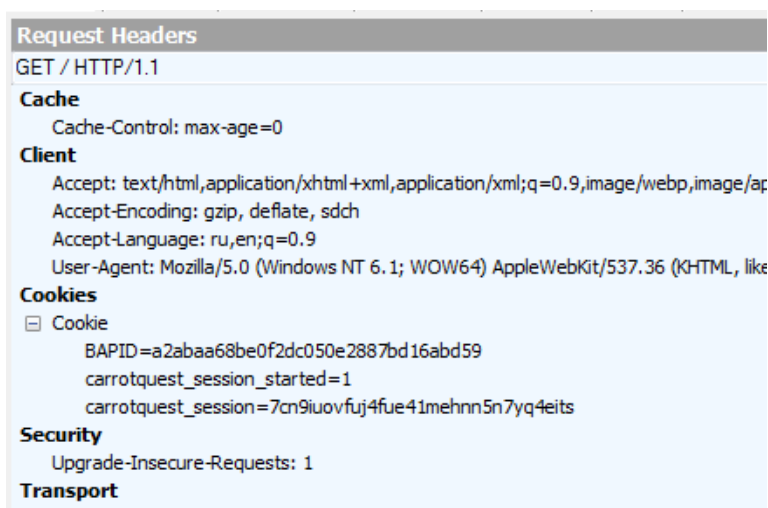 Request Headers
GET / HTTP/1.1
Cache
Cache-Control: max-age=0
Client
Accept: text/html,application/xhtml+xml,application/xml;q=0.9,image/webp,image/ap
Accept-Encoding: gzip, deflate, sdch
Accept-Language: ru,en;q=0.9
User-Agent: Mozilla/5.0 (Windows NT 6.1; WOW64) AppleWebKit/537.36 (KHTML, like
Cookies
Cookie
BAPID=a2abaa68be0f2dc050e2887bd16abd59
carrotquest_session_started=1
carrotquest_session=7cn9iuovfuj4fue41mehnn5n7yq4eits
Security
Upgrade-Insecure-Requests: 1
Transport